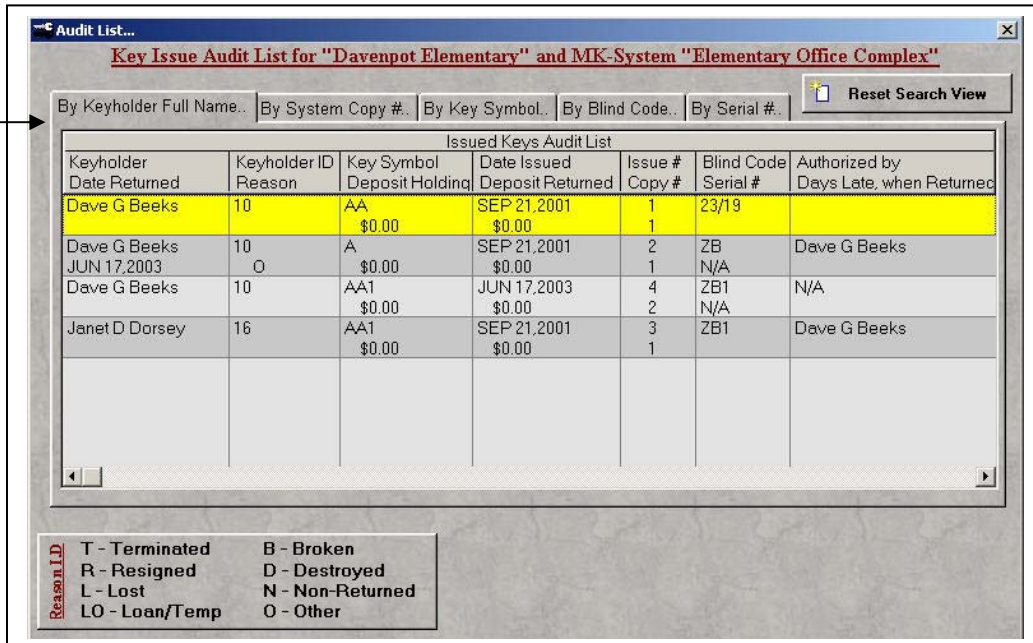 Audit List...
Key Issue Audit List for "Davenpot Elementary" and MK-System "Elementary Office Complex"
Reset Search View
By Keyholder Full Name.. By System Copy #.. By Key Symbol.. By Blind Code.. By Serial #..
Issued Keys Audit List
Keyholder Keyholder ID Key Symbol Date Issued Issue # Blind Code Authorized by
Date Returned Reason Deposit Holding Deposit Returned Copy # Serial # Days Late, when Returned
Dave G Beeks 10 AA SEP 21,2001 1 23/19
$0.00 $0.00 1
Dave G Beeks 10 A SEP 21,2001 2 ZB Dave G Beeks
JUN 17,2003 O $0.00 $0.00 1 N/A
Dave G Beeks 10 AA1 JUN 17,2003 4 ZB1 N/A
$0.00 $0.00 2 N/A
Janet D Dorsey 16 AA1 SEP 21,2001 3 ZB1 Dave G Beeks
$0.00 $0.00 1
Reason I.D
T - Terminated B - Broken
R - Resigned D - Destroyed
L - Lost N - Non-Returned
LO - Loan/Temp O - Other